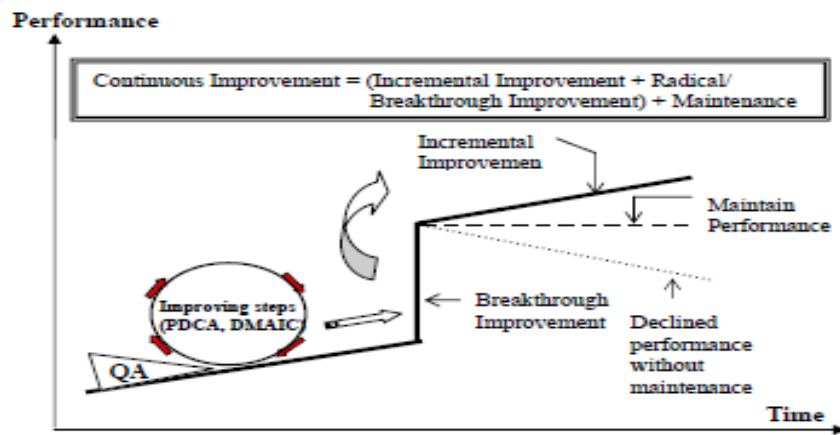 Performance
Continuous Improvement = (Incremental Improvement + Radical/
Breakthrough Improvement) + Maintenance
Incremental
Improvemen
Maintain
Performance
Improving steps
(PDCA, DMAIC)
Breakthrough
Improvement
Declined
performance
without
maintenance
QA
Time